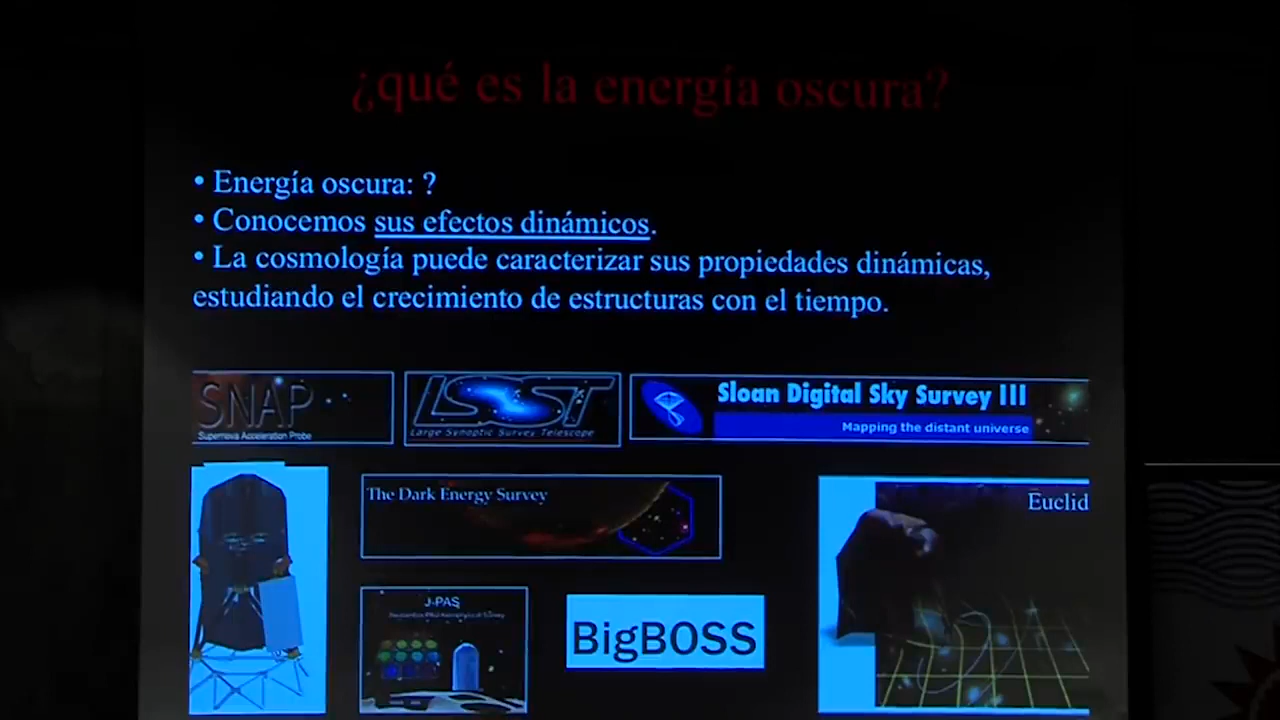 ¿qué es la energía oscura?
• Energía oscura: ?
• Conocemos sus efectos dinámicos.
• La cosmología puede caracterizar sus propiedades dinámicas,
estudiando el crecimiento de estructuras con el tiempo.
SNAP
Supernova Acceleration Probe
LSST
Large Synoptic Survey Telescope
Sloan Digital Sky Survey III
Mapping the distant universe
The Dark Energy Survey
Euclid
J-PAS
BigBOSS